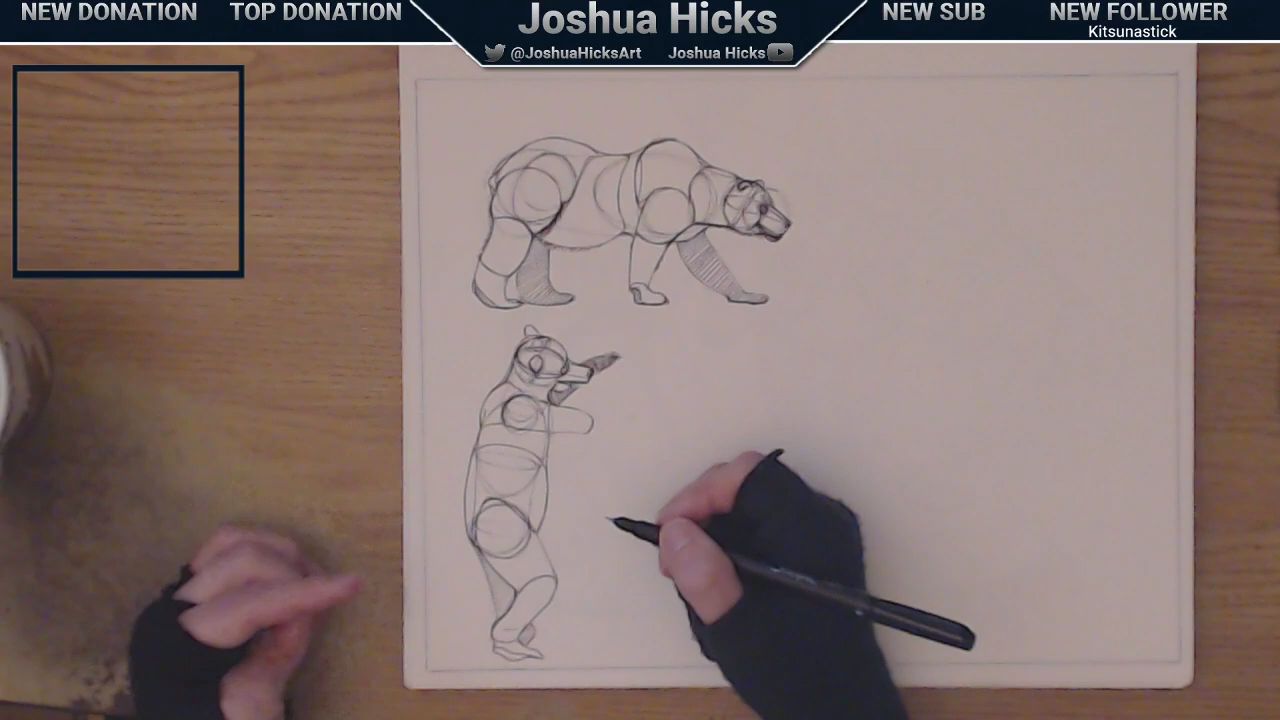 NEW DONATION
TOP DONATION
Joshua Hicks
@JoshuaHicksArt
Joshua Hicks
NEW SUB
NEW FOLLOWER
Kitsunastick